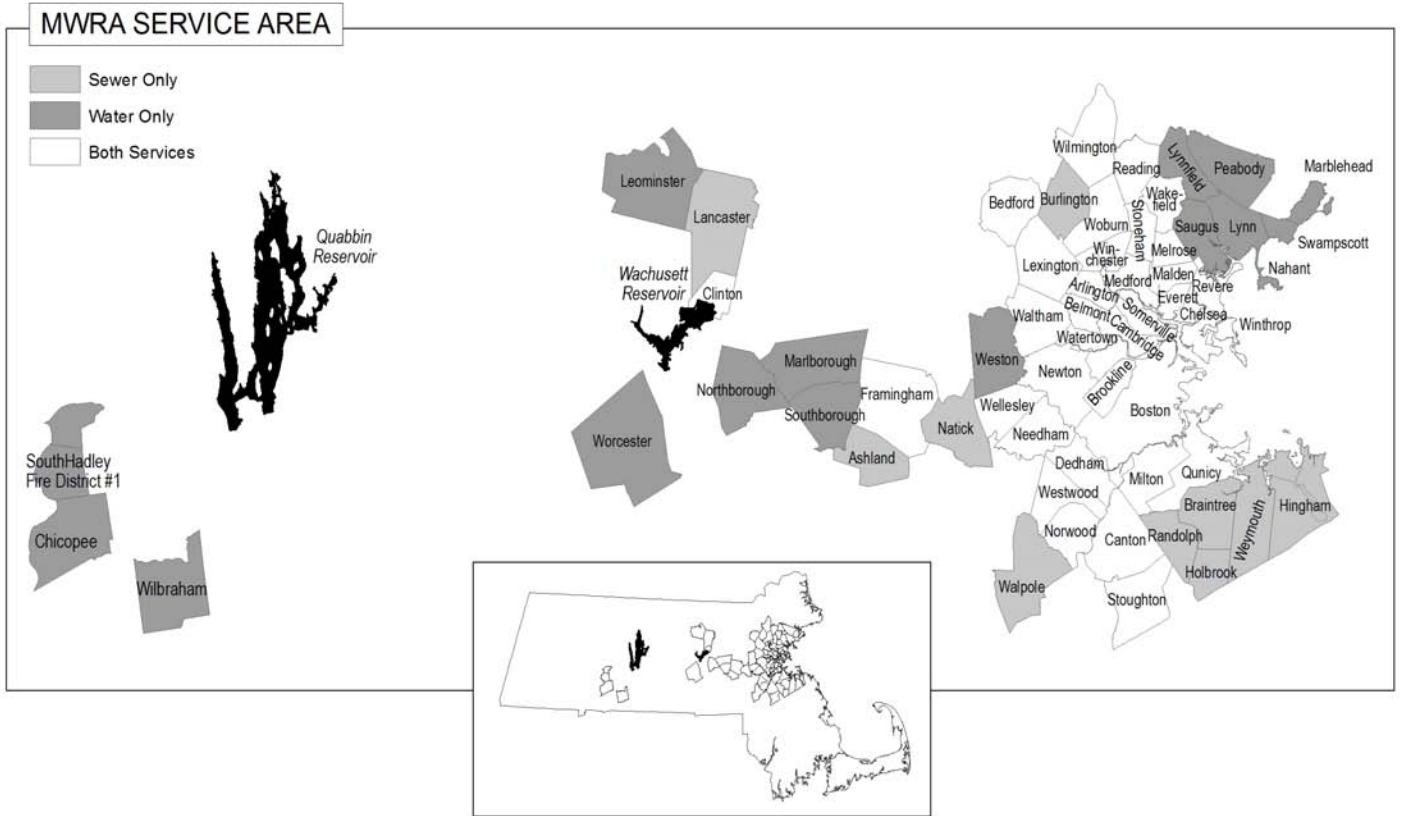 MWRA SERVICE AREA
Sewer Only
Water Only
Both Services
Quabbin
Reservoir
Wachusett
Reservoir
Leominster
Lancaster
Clinton
Worcester
Northborough
Marlborough
Southborough
Framingham
Ashland
Natick
Weston
SouthHadley
Fire District #1
Chicopee
Wilbraham
Wilmington
Reading
Lynnfield
Peabody
Marblehead
Bedford
Burlington
Woburn
Stoneham
Wake-
field
Saugus
Lynn
Swampscott
Nahant
Lexington
Win-
chester
Melrose
Medford
Malden
Revere
Arlington
Everett
Chelsea
Winthrop
Waltham
Belmont
Somerville
Cambridge
Watertown
Newton
Brookline
Boston
Wellesley
Needham
Dedham
Milton
Qunicy
Westwood
Norwood
Canton
Randolph
Braintree
Weymouth
Hingham
Holbrook
Walpole
Stoughton